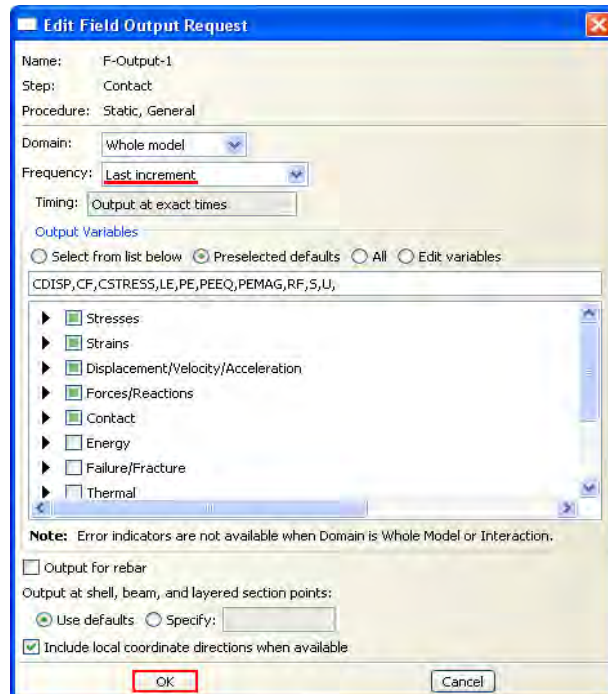 Edit Field Output Request
Name: F-Output-1
Step: Contact
Procedure: Static, General
Domain: Whole model
Frequency: Last increment
Timing: Output at exact times
Output Variables
Select from list below Preselected defaults All Edit variables
CDISP,CF,CSTRESS,LE,PE,PEEQ,PEMAG,RF,S,U,
Stresses
Strains
Displacement/Velocity/Acceleration
Forces/Reactions
Contact
Energy
Failure/Fracture
Thermal
Note: Error indicators are not available when Domain is Whole Model or Interaction.
Output for rebar
Output at shell, beam, and layered section points:
Use defaults Specify:
Include local coordinate directions when available
OK Cancel